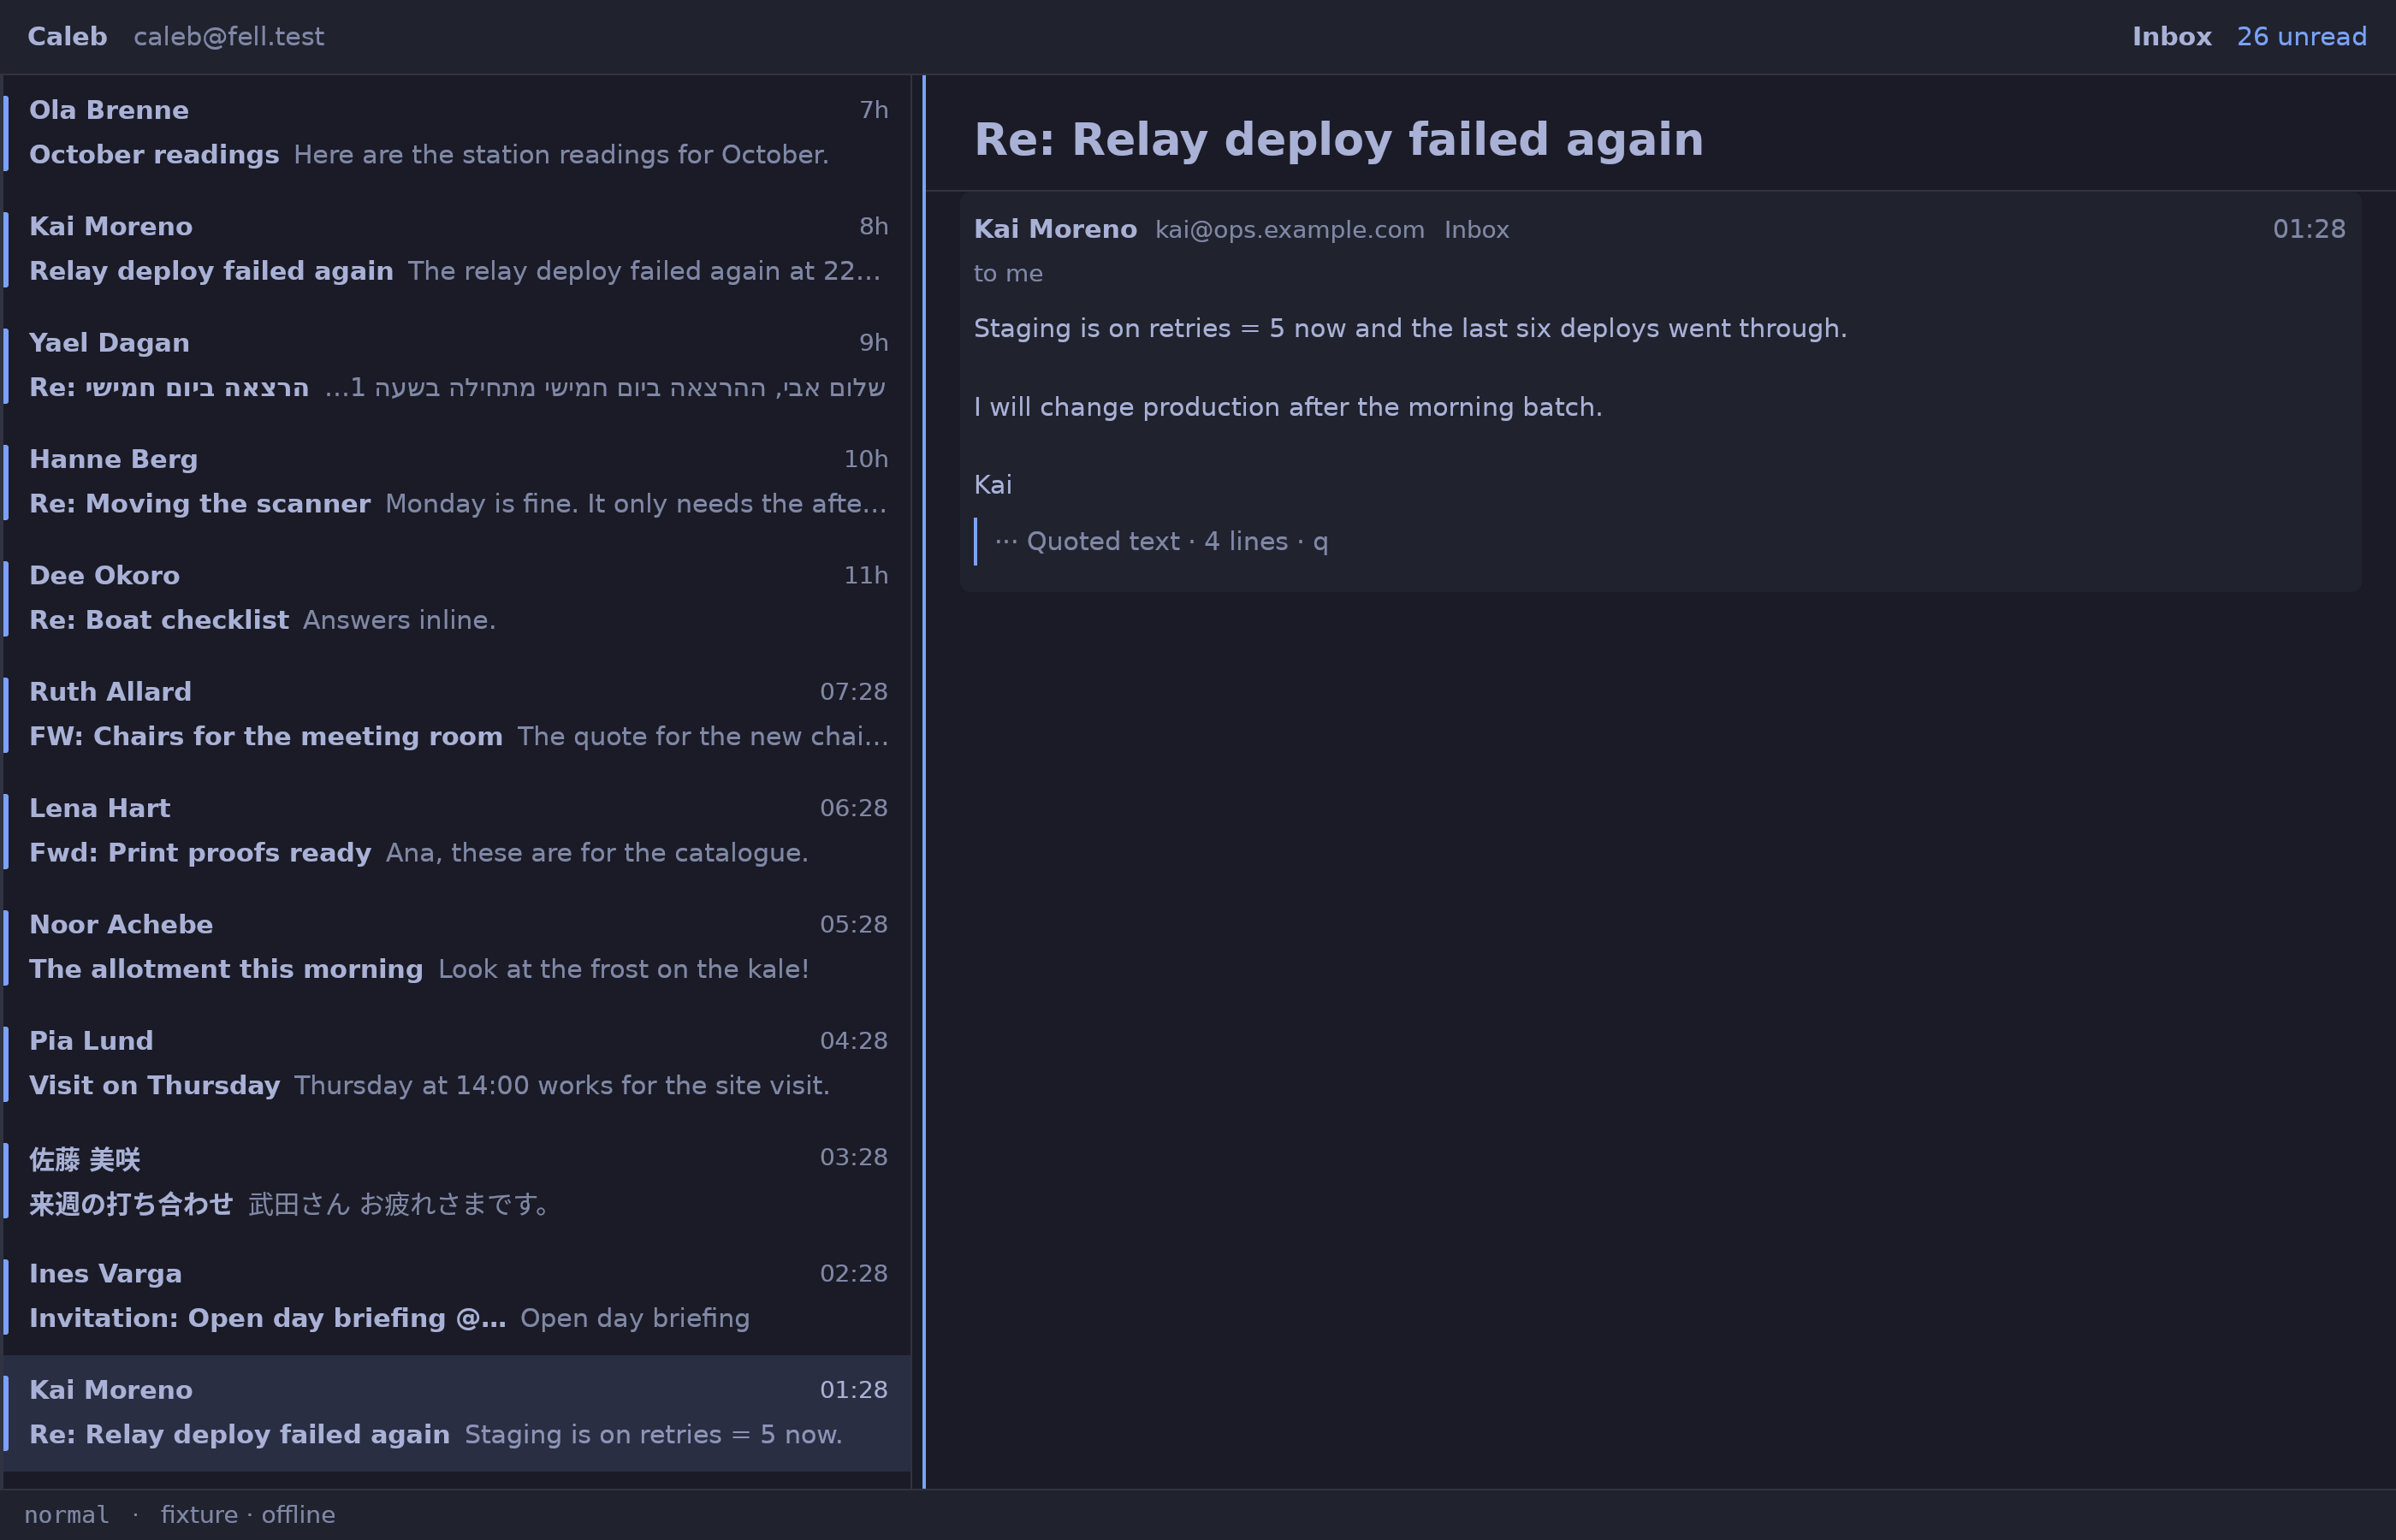 Caleb caleb@fell.test
Inbox 26 unread
Ola Brenne 7h
October readings Here are the station readings for October.
Kai Moreno 8h
Relay deploy failed again The relay deploy failed again at 22…
Yael Dagan 9h
Re: הרצאה ביום חמישי שלום אבי, ההרצאה ביום חמישי מתחילה בשעה 1…
Hanne Berg 10h
Re: Moving the scanner Monday is fine. It only needs the afte…
Dee Okoro 11h
Re: Boat checklist Answers inline.
Ruth Allard 07:28
FW: Chairs for the meeting room The quote for the new chai…
Lena Hart 06:28
Fwd: Print proofs ready Ana, these are for the catalogue.
Noor Achebe 05:28
The allotment this morning Look at the frost on the kale!
Pia Lund 04:28
Visit on Thursday Thursday at 14:00 works for the site visit.
佐藤 美咲 03:28
来週の打ち合わせ 武田さん お疲れさまです。
Ines Varga 02:28
Invitation: Open day briefing @… Open day briefing
Kai Moreno 01:28
Re: Relay deploy failed again Staging is on retries = 5 now.
Re: Relay deploy failed again
Kai Moreno kai@ops.example.com Inbox 01:28
to me
Staging is on retries = 5 now and the last six deploys went through.
I will change production after the morning batch.
Kai
··· Quoted text · 4 lines · q
normal · fixture · offline